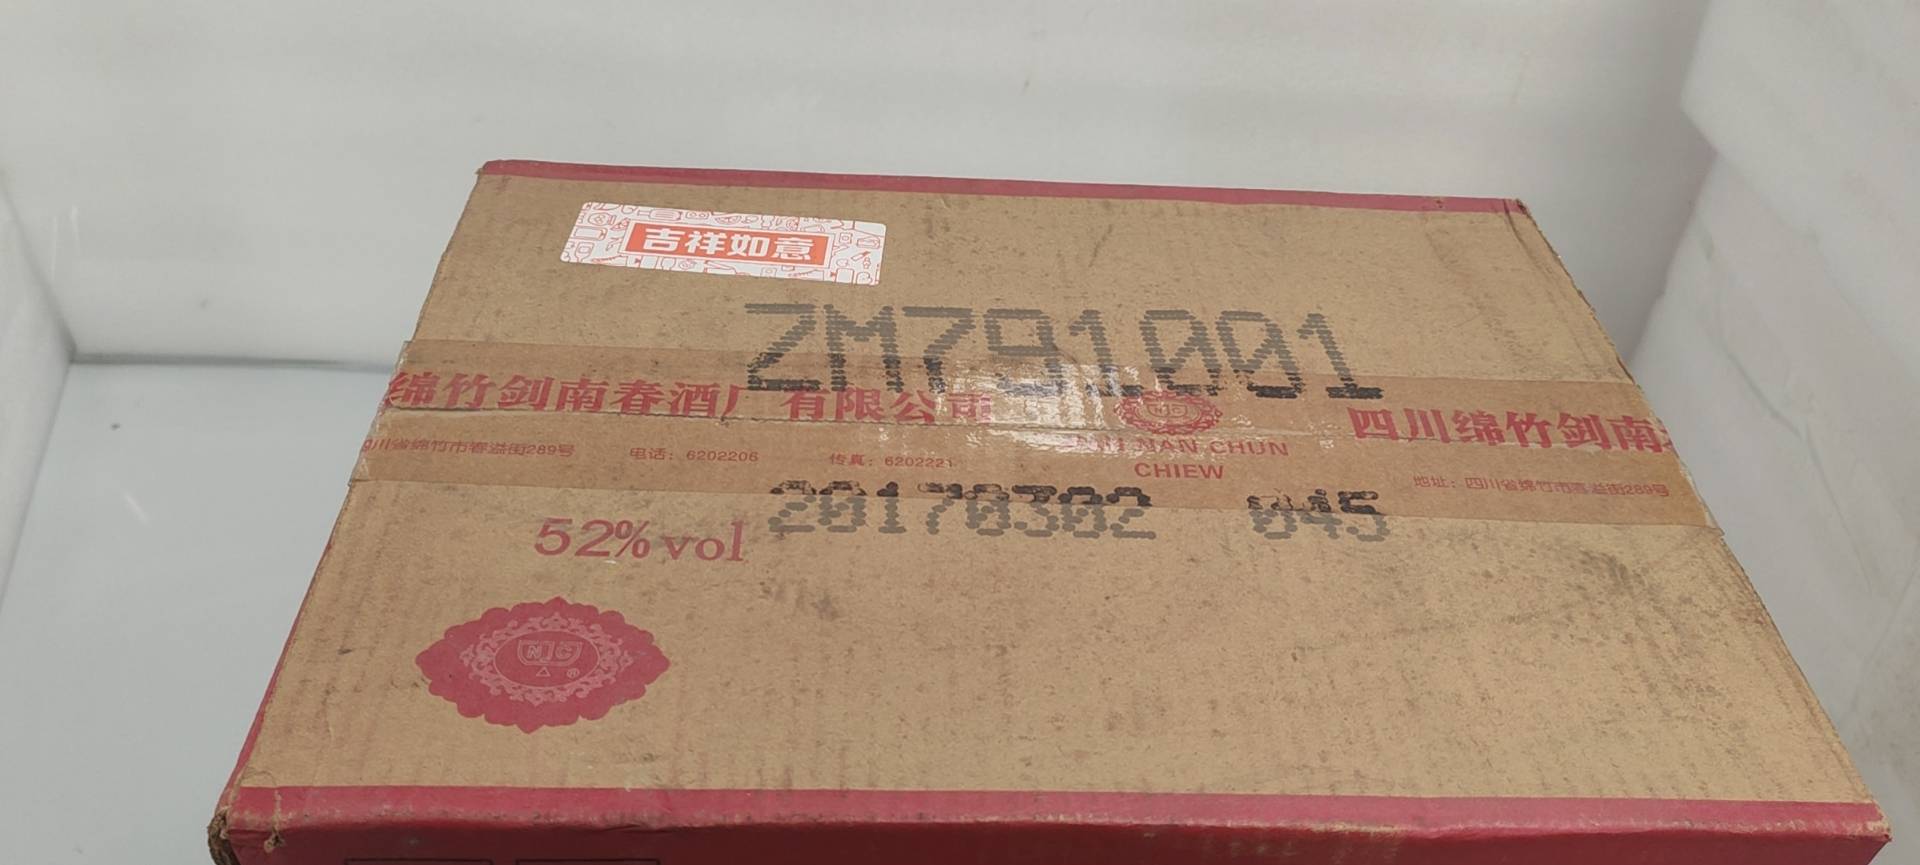 吉祥如意
ZM791001
绵竹剑南春酒厂有限公司
四川绵竹剑南
川省绵竹市春溢街289号 电话：6202206 传真：6202221
NAN CHUN
CHIEW
地址：四川省绵竹市春溢街289号
20170302 045
52%vol